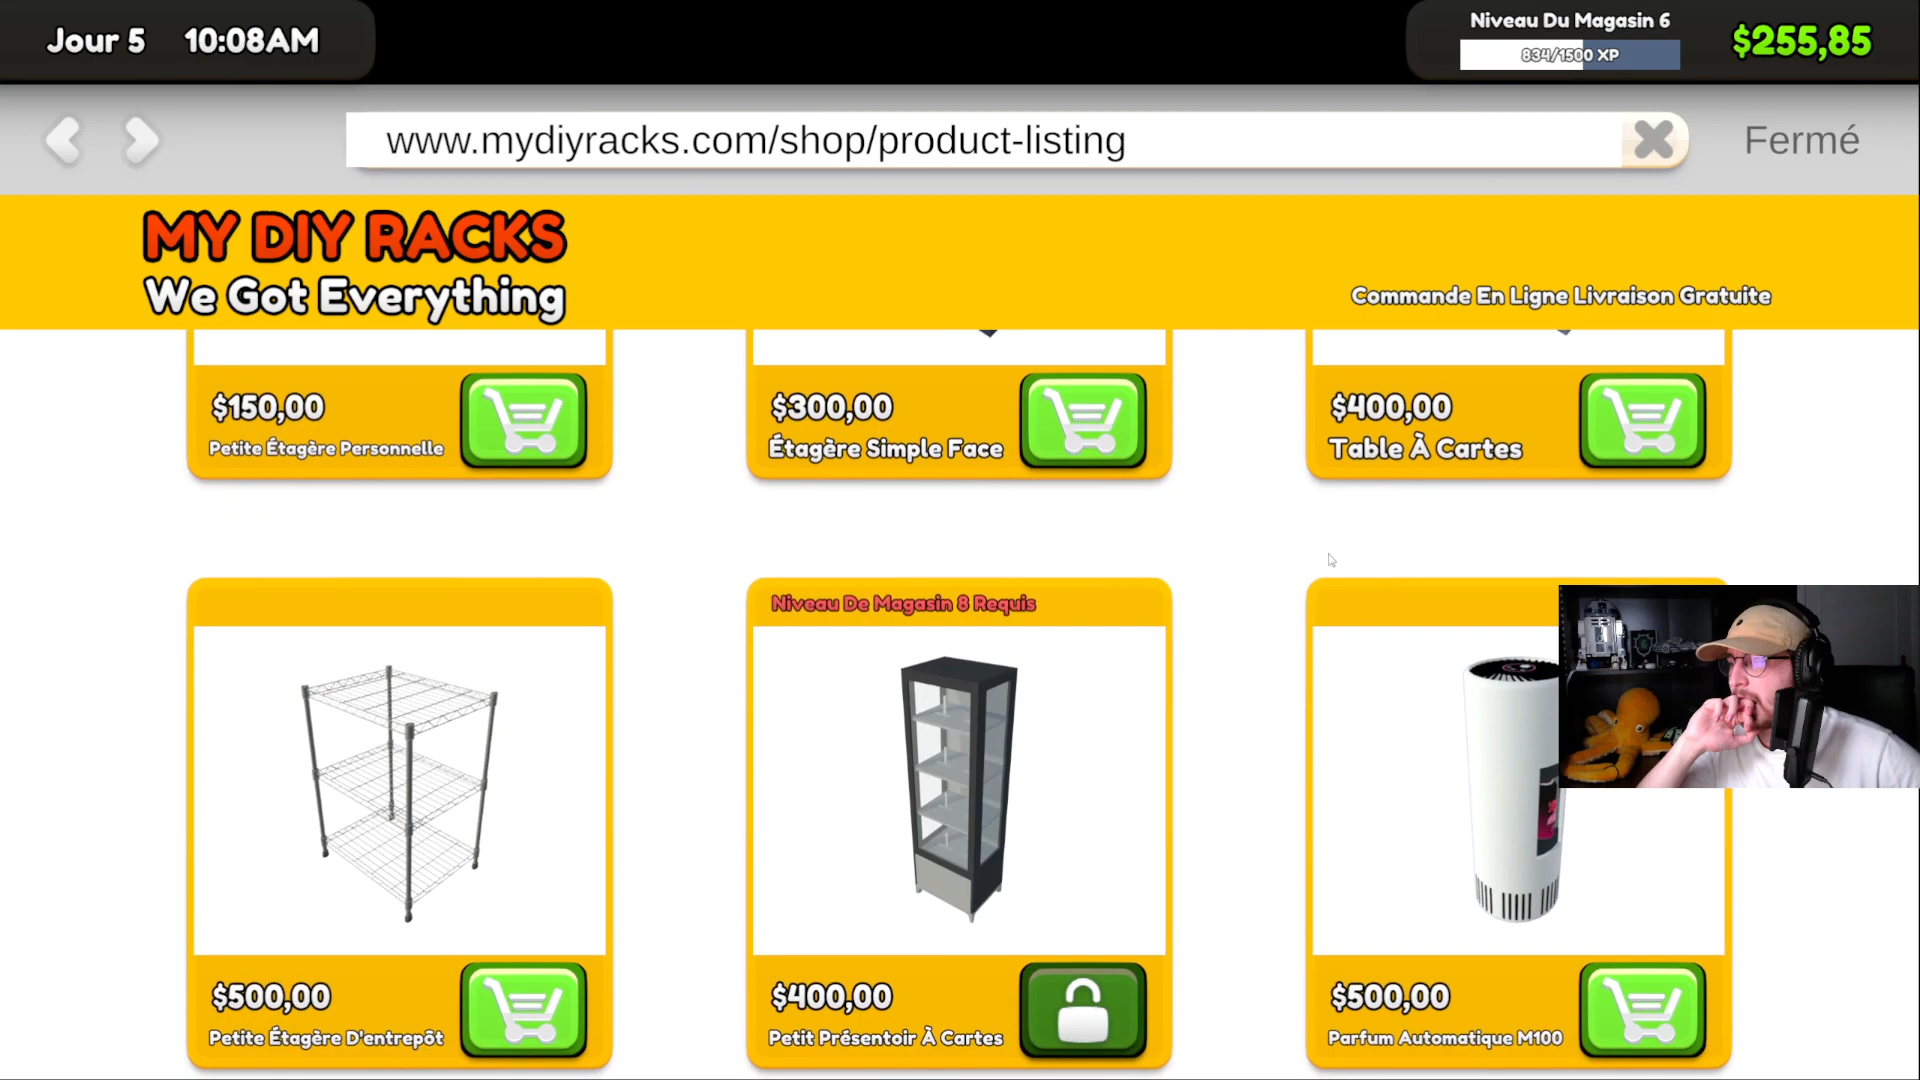 Jour 5 10:08AM
Niveau Du Magasin 6
834/1500 XP
$255,85
www.mydiyracks.com/shop/product-listing
Fermé
MY DIY RACKS
We Got Everything
Commande En Ligne Livraison Gratuite
$150,00
Petite Étagère Personnelle
$300,00
Étagère Simple Face
$400,00
Table À Cartes
$500,00
Petite Étagère D'entrepôt
Niveau De Magasin 8 Requis
$400,00
Petit Présentoir À Cartes
$500,00
Parfum Automatique M100